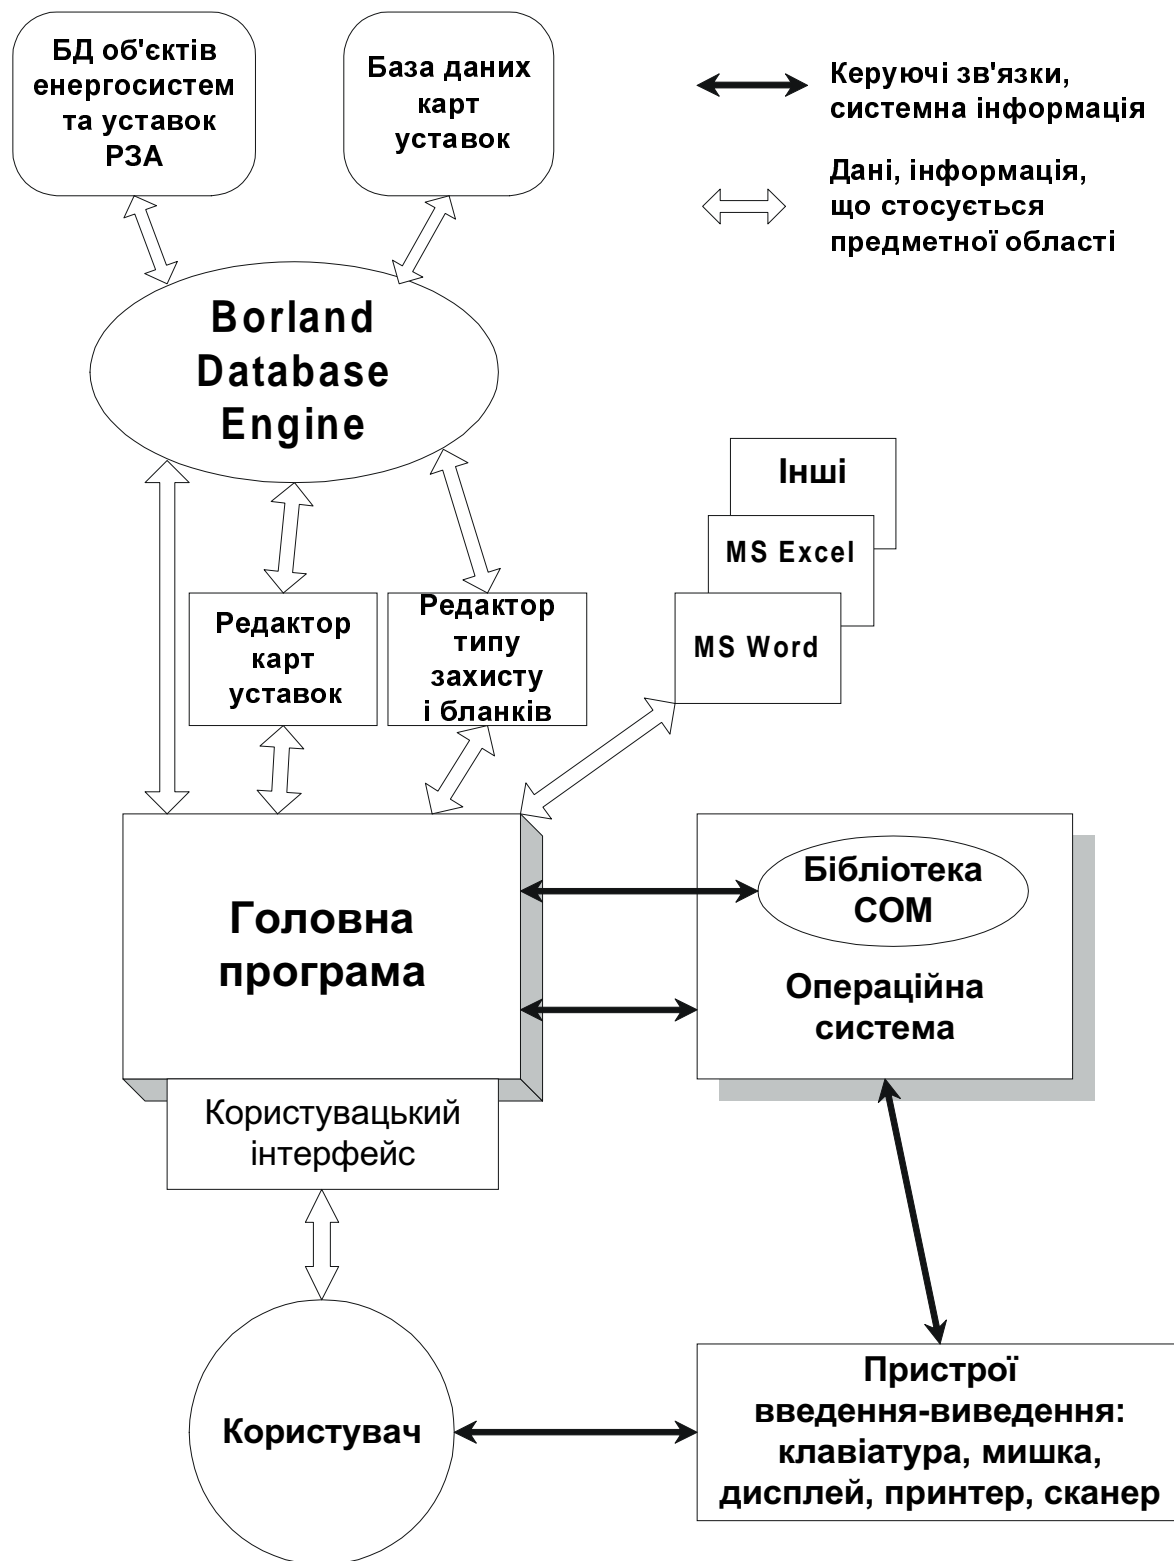 БД об'єктів
енергосистем
та уставок
РЗА
База даних
карт
уставок
Керуючі зв'язки,
системна інформація
Дані, інформація,
що стосується
предметної області
Borland
Database
Engine
Інші
MS Excel
MS Word
Редактор
карт
уставок
Редактор
типу
захисту
і бланків
Головна
програма
Бібліотека
COM
Операційна
система
Користувацький
інтерфейс
Користувач
Пристрої
введення-виведення:
клавіатура, мишка,
дисплей, принтер, сканер